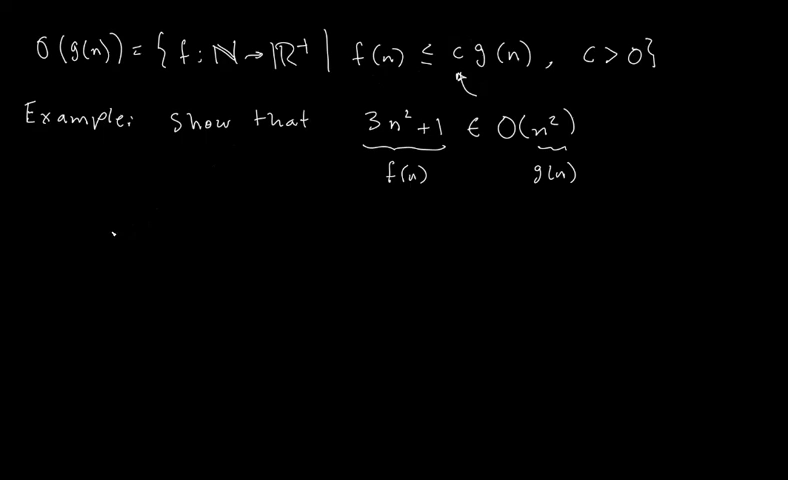 O(g(n)) = { f : ℕ → ℝ⁺ | f(n) ≤ c g(n), c > 0 }
Example: show that 3n² + 1 ∈ O(n²)
f(n) g(n)